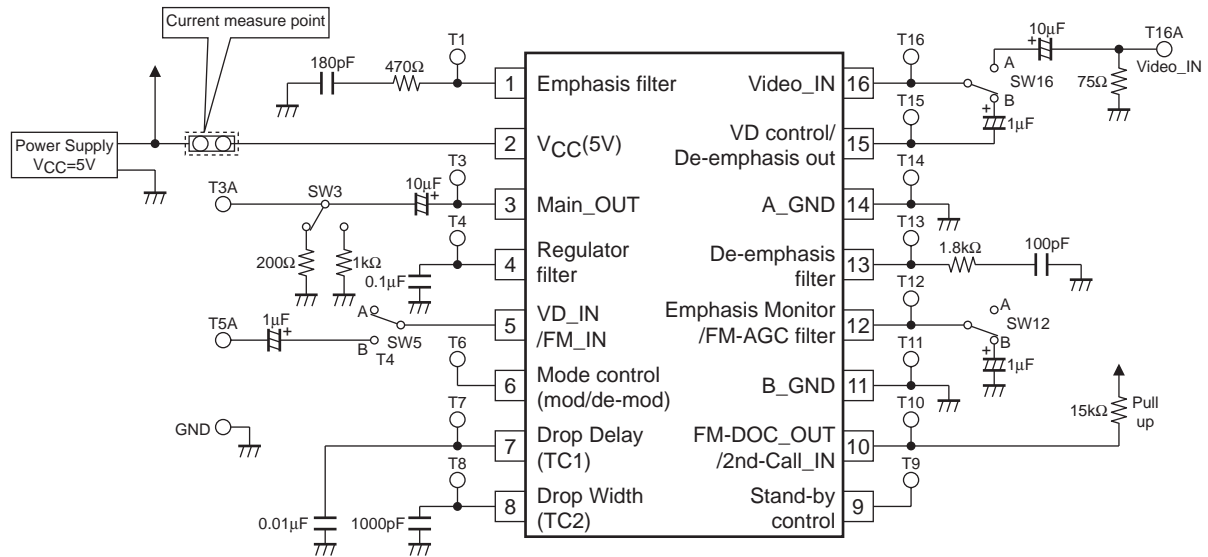 Current measure point
T1
180pF
470Ω
1
Emphasis filter
Power Supply
VCC=5V
2
VCC(5V)
T3A
SW3
10μF
+
T3
3
Main_OUT
200Ω
1kΩ
T4
0.1μF
4
Regulator
filter
T5A
1μF
+
A
B
SW5
T4
5
VD_IN
/FM_IN
T6
6
Mode control
(mod/de-mod)
GND
T7
7
Drop Delay
(TC1)
0.01μF
T8
1000pF
8
Drop Width
(TC2)
T16
Video_IN
16
A
SW16
B
10μF
+
T16A
Video_IN
75Ω
T15
VD control/
De-emphasis out
15
+
1μF
T14
A_GND
14
T13
De-emphasis
filter
13
1.8kΩ
100pF
T12
Emphasis Monitor
/FM-AGC filter
12
A
SW12
B
+
1μF
T11
B_GND
11
T10
FM-DOC_OUT
/2nd-Call_IN
10
15kΩ
Pull
up
T9
Stand-by
control
9